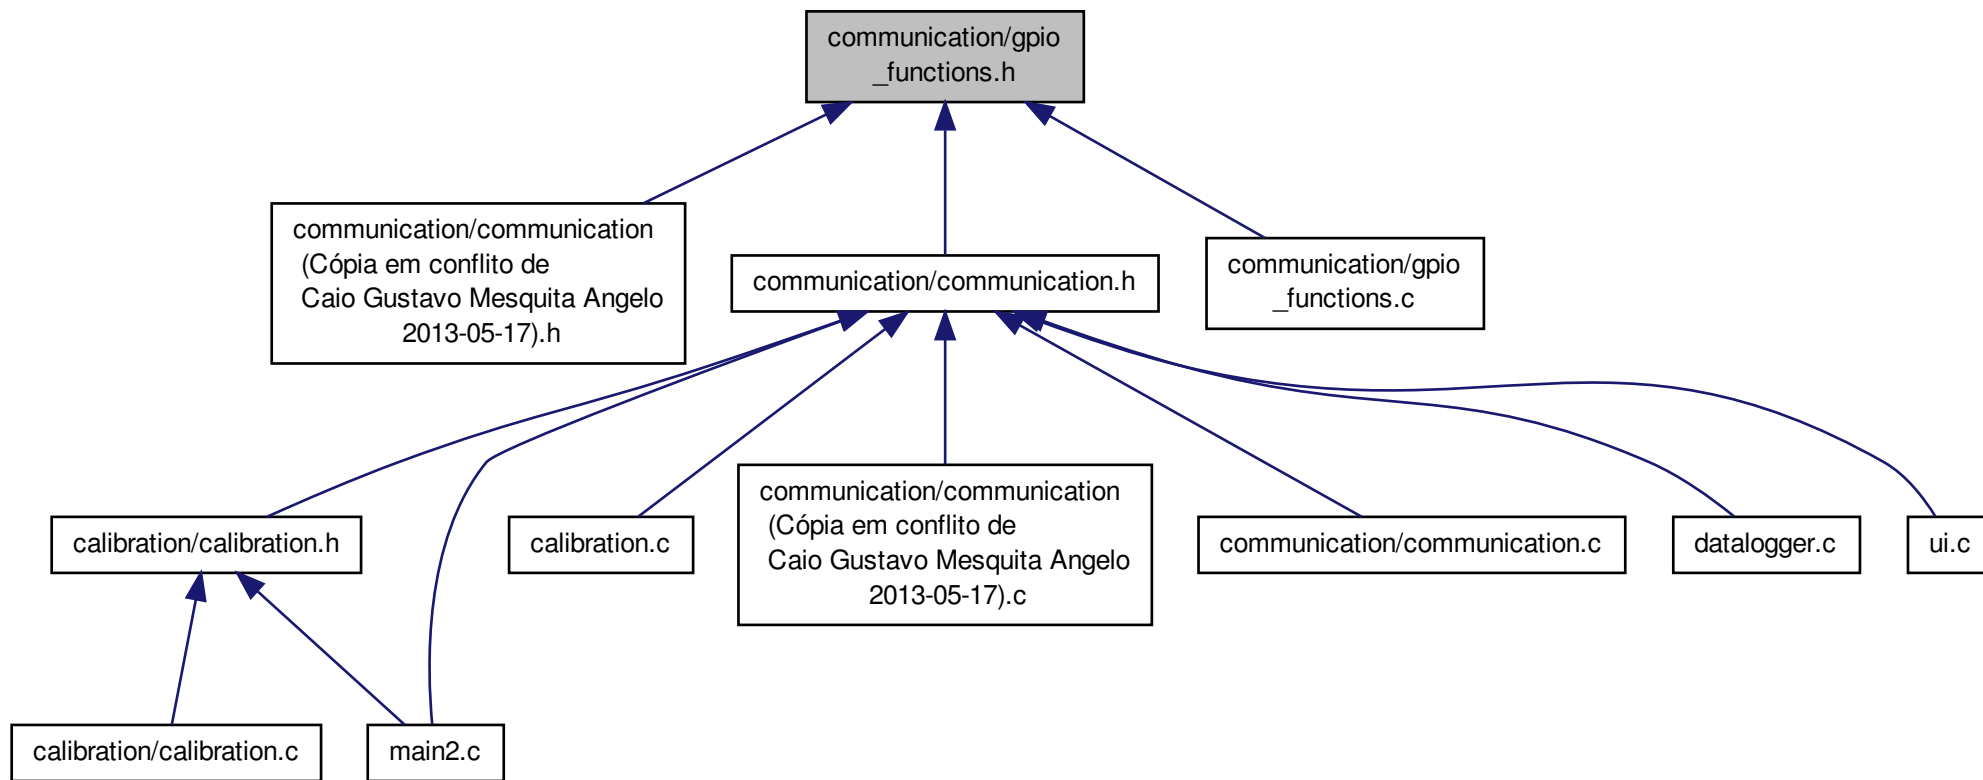 communication/gpio
_functions.h
communication/communication
(Cópia em conflito de
Caio Gustavo Mesquita Angelo
2013-05-17).h
communication/communication.h
communication/gpio
_functions.c
calibration/calibration.h
calibration.c
communication/communication
(Cópia em conflito de
Caio Gustavo Mesquita Angelo
2013-05-17).c
communication/communication.c
datalogger.c
ui.c
calibration/calibration.c
main2.c